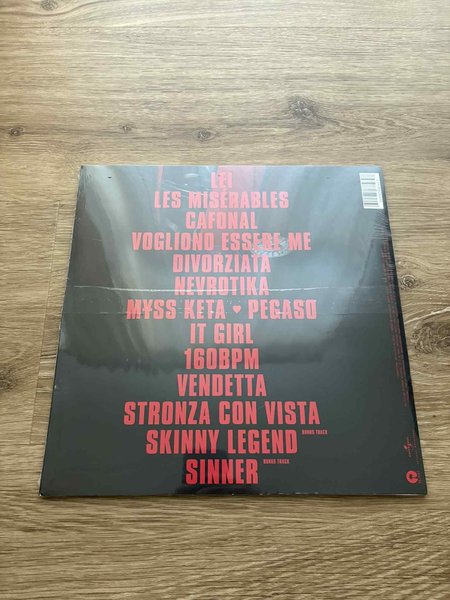 LEI
LES MISÉRABLES
CAFONAL
VOGLIONO ESSERE ME
DIVORZIATA
NEVROTIKA
MYSS KETA ♥ PEGASO
IT GIRL
160BPM
VENDETTA
STRONZA CON VISTA
SKINNY LEGEND BONUS TRACK
SINNER BONUS TRACK